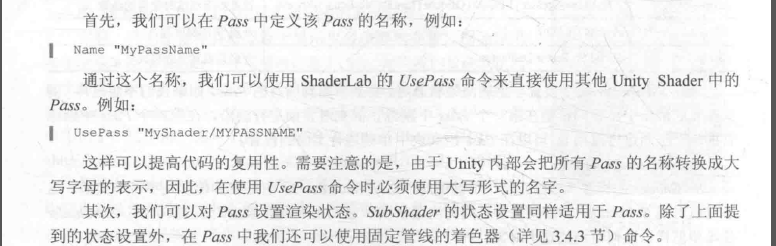 首先，我们可以在 Pass 中定义该 Pass 的名称，例如：
Name "MyPassName"
通过这个名称，我们可以使用 ShaderLab 的 UsePass 命令来直接使用其他 Unity Shader 中的
Pass。例如：
UsePass "MyShader/MYPASSNAME"
这样可以提高代码的复用性。需要注意的是，由于 Unity 内部会把所有 Pass 的名称转换成大
写字母的表示，因此，在使用 UsePass 命令时必须使用大写形式的名字。
其次，我们可以对 Pass 设置渲染状态。SubShader 的状态设置同样适用于 Pass。除了上面提
到的状态设置外，在 Pass 中我们还可以使用固定管线的着色器（详见 3.4.3 节）命令。